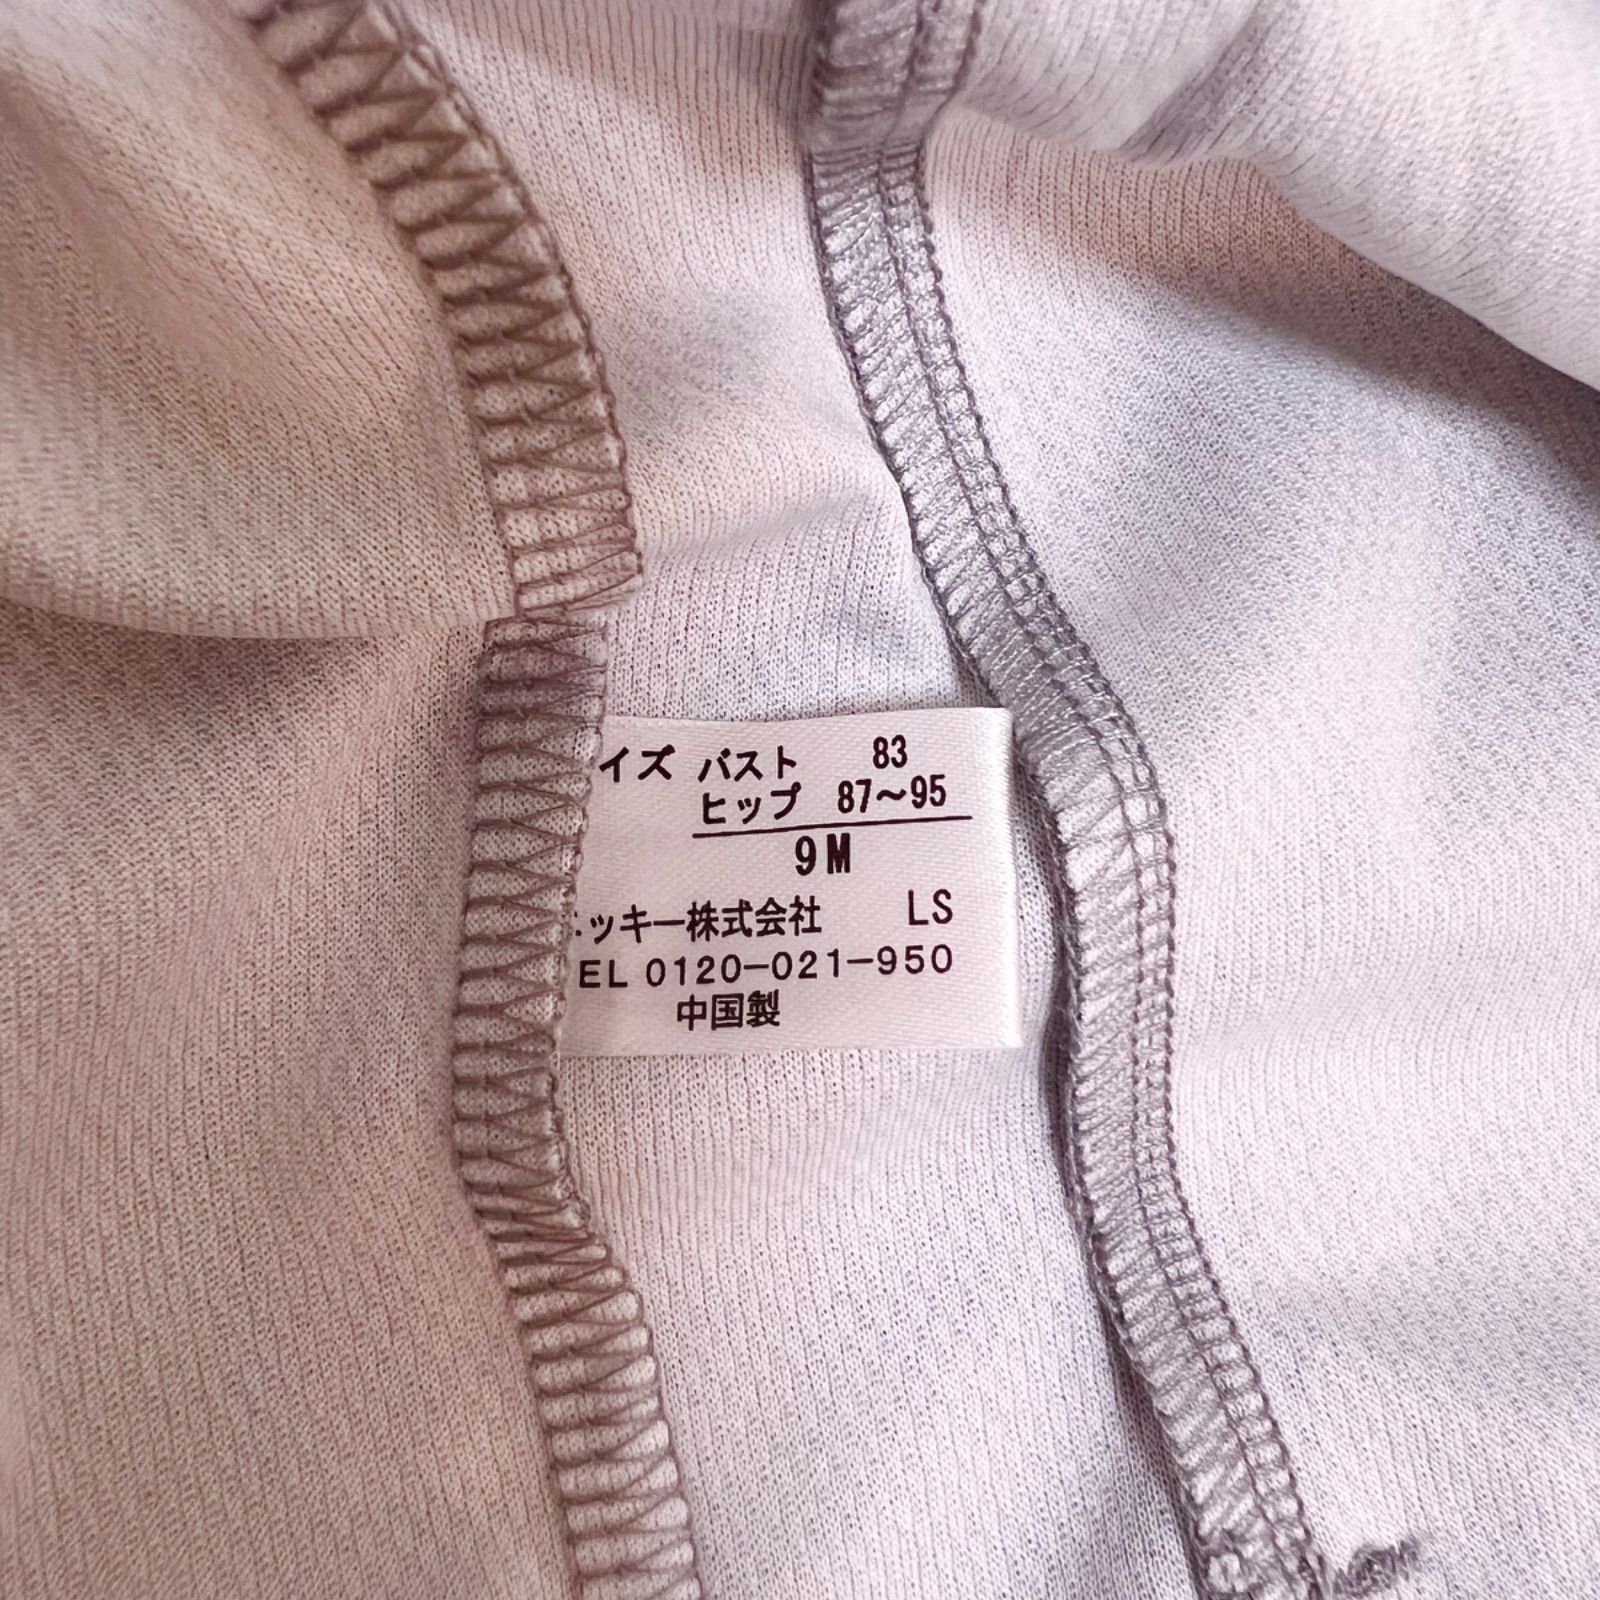 イズ バスト 83
ヒップ 87～95
9M
ッキー株式会社 LS
EL 0120-021-950
中国製